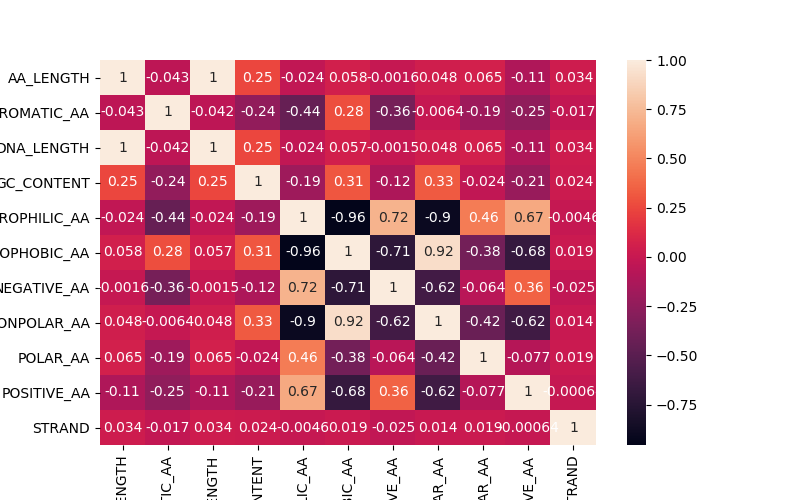 AA_LENGTH 1 -0.043 1 0.25 -0.024 0.058 -0.0016 0.048 0.065 -0.11 0.034
ROMATIC_AA -0.043 1 -0.042 -0.24 -0.44 0.28 -0.36 -0.0064 -0.19 -0.25 -0.017
DNA_LENGTH 1 -0.042 1 0.25 -0.024 0.057 -0.0015 0.048 0.065 -0.11 0.034
GC_CONTENT 0.25 -0.24 0.25 1 -0.19 0.31 -0.12 0.33 -0.024 -0.21 0.024
ROPHILIC_AA -0.024 -0.44 -0.024 -0.19 1 -0.96 0.72 -0.9 0.46 0.67 -0.0046
OPHOBIC_AA 0.058 0.28 0.057 0.31 -0.96 1 -0.71 0.92 -0.38 -0.68 0.019
NEGATIVE_AA -0.0016 -0.36 -0.0015 -0.12 0.72 -0.71 1 -0.62 -0.064 0.36 -0.025
ONPOLAR_AA 0.048 -0.0064 0.048 0.33 -0.9 0.92 -0.62 1 -0.42 -0.62 0.014
POLAR_AA 0.065 -0.19 0.065 -0.024 0.46 -0.38 -0.064 -0.42 1 -0.077 0.019
POSITIVE_AA -0.11 -0.25 -0.11 -0.21 0.67 -0.68 0.36 -0.62 -0.077 1
STRAND 0.034 -0.017 0.034 0.024 -0.0046 0.019 -0.025 0.014 0.019 -0.00064 1
ENGTH
TIC_AA
ENGTH
NTENT
LIC_AA
BIC_AA
VE_AA
AR_AA
AR_AA
VE_AA
TRAND
1.00
0.75
0.50
0.25
0.00
−0.25
−0.50
−0.75